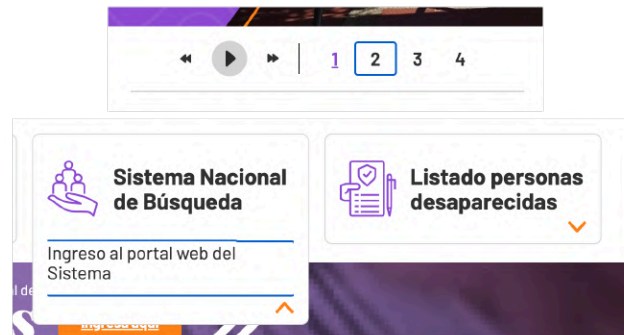 1 2 3 4
Sistema Nacional
de Búsqueda
Listado personas
desaparecidas
Ingreso al portal web del
Sistema
Ingresa aquí